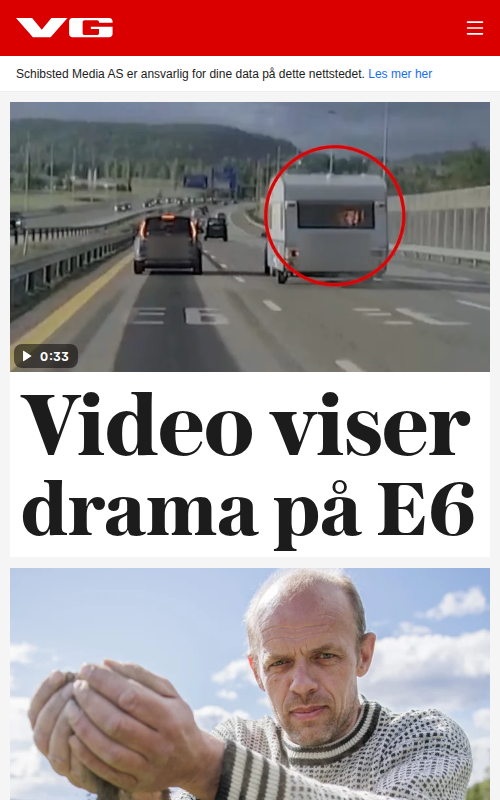 VG
Schibsted Media AS er ansvarlig for dine data på dette nettstedet. Les mer her
0:33
Video viser
drama på E6